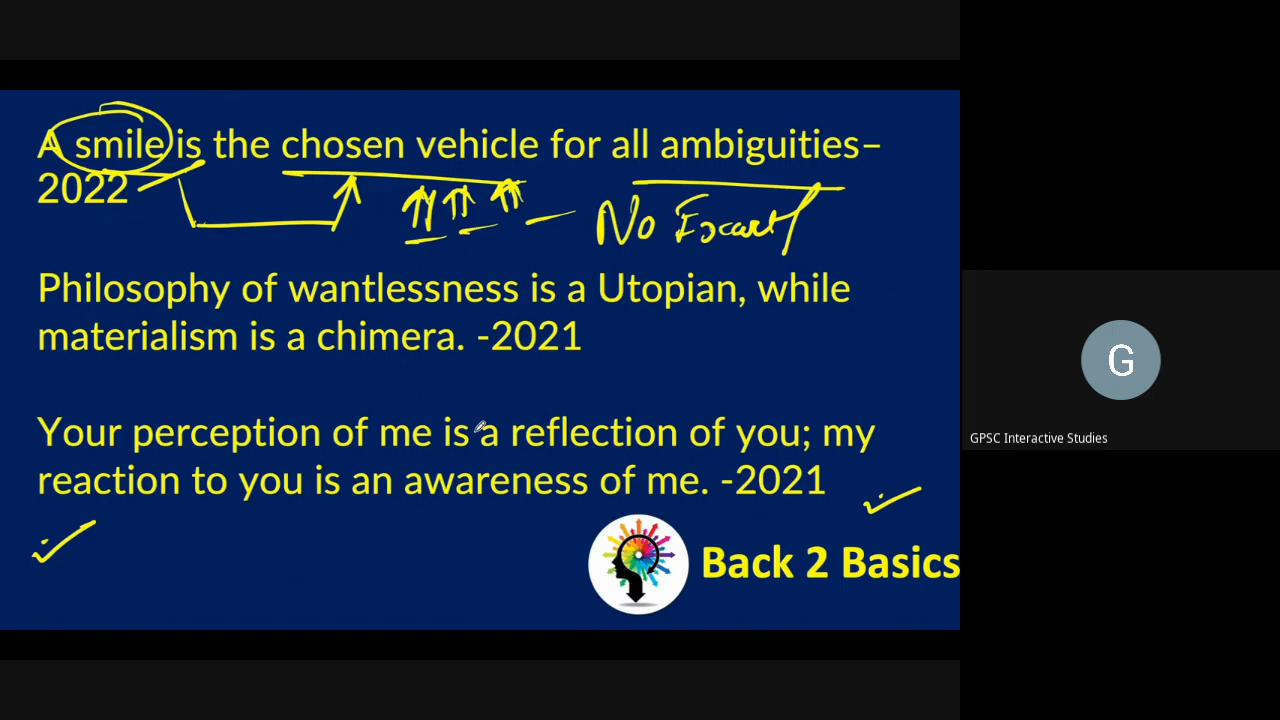 A smile is the chosen vehicle for all ambiguities–
2022
No
Philosophy of wantlessness is a Utopian, while
materialism is a chimera. -2021
Your perception of me is a reflection of you; my
reaction to you is an awareness of me. -2021
Back 2 Basics
G
GPSC Interactive Studies